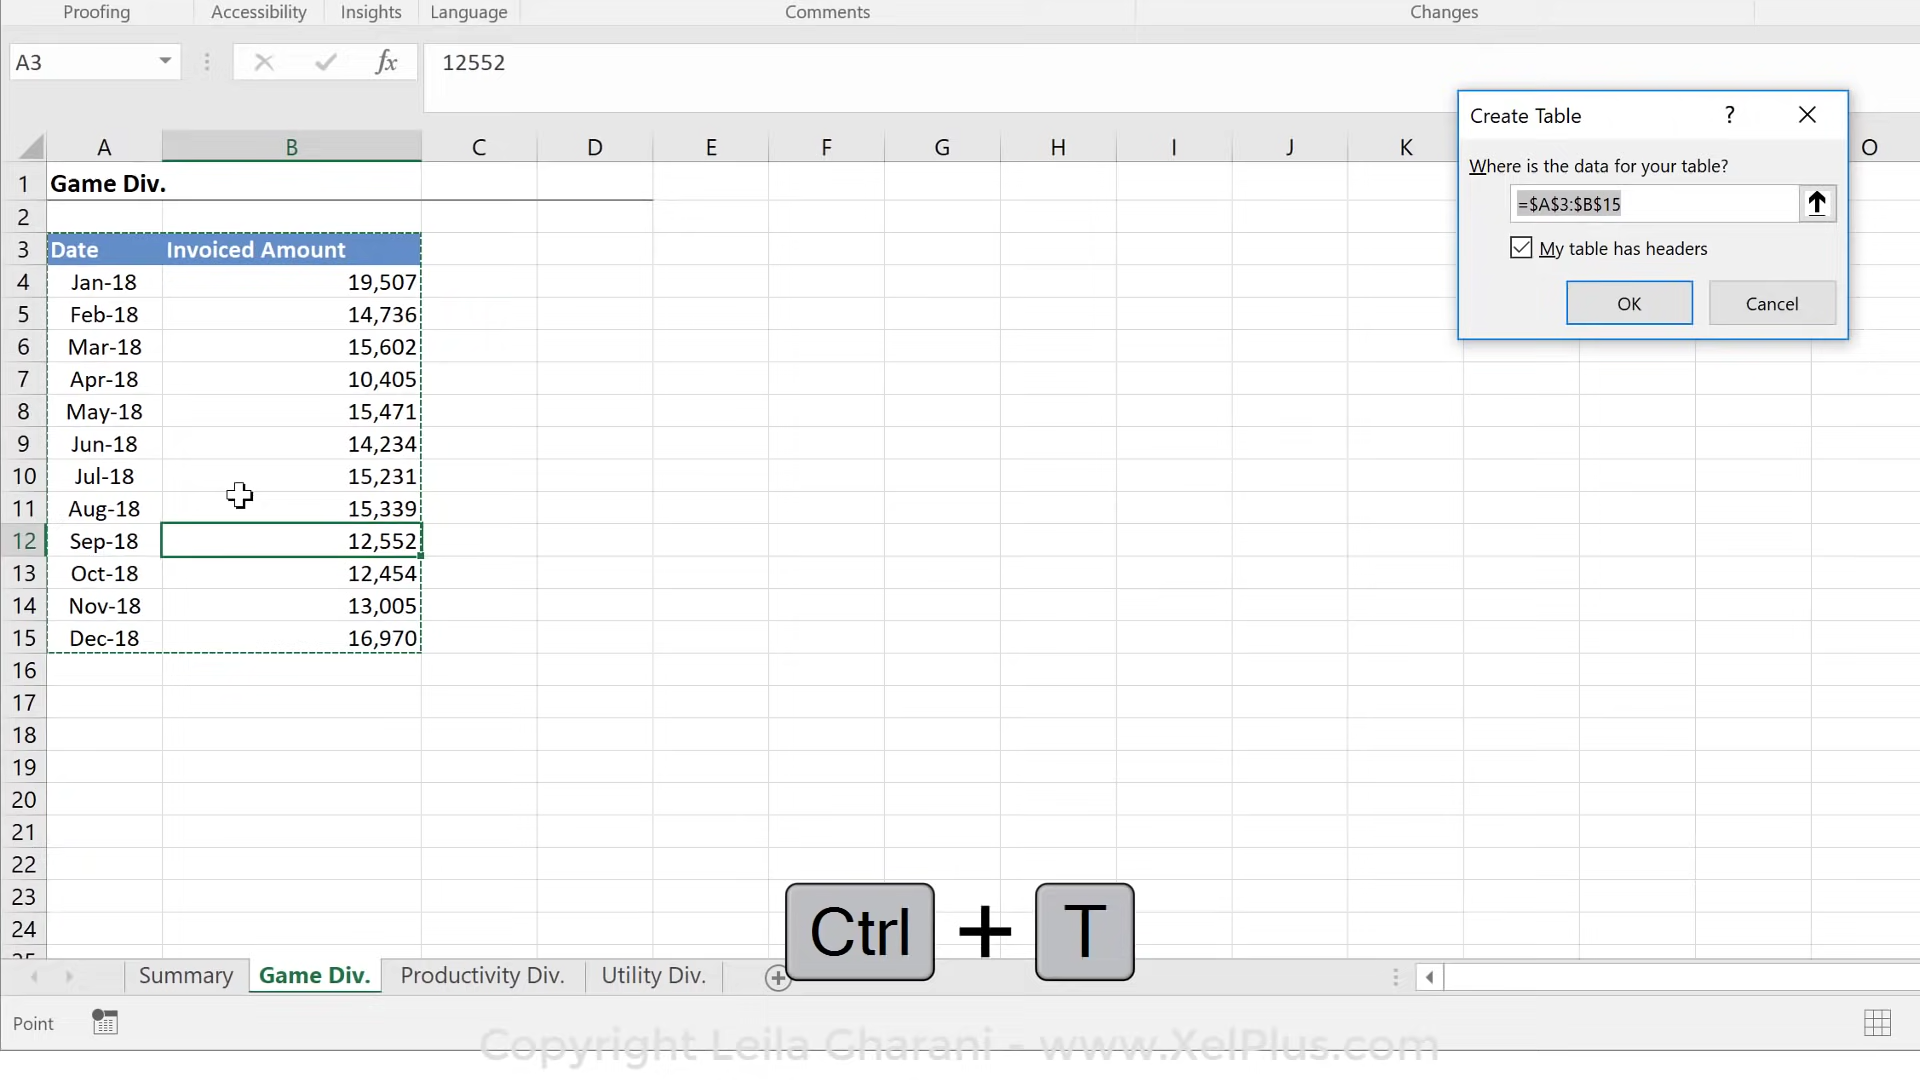 Proofing Accessibility Insights Language Comments Changes
A3 fx 12552
A B C D E F G H I J K O
1 Game Div.
2
3 Date Invoiced Amount
4 Jan-18 19,507
5 Feb-18 14,736
6 Mar-18 15,602
7 Apr-18 10,405
8 May-18 15,471
9 Jun-18 14,234
10 Jul-18 15,231
11 Aug-18 15,339
12 Sep-18 12,552
13 Oct-18 12,454
14 Nov-18 13,005
15 Dec-18 16,970
16
17
18
19
20
21
22
23
24
25
Create Table ?
Where is the data for your table?
=$A$3:$B$15
My table has headers
OK Cancel
Ctrl + T
Summary Game Div. Productivity Div. Utility Div.
Point
Copyright Leila Gharani - www.XelPlus.com